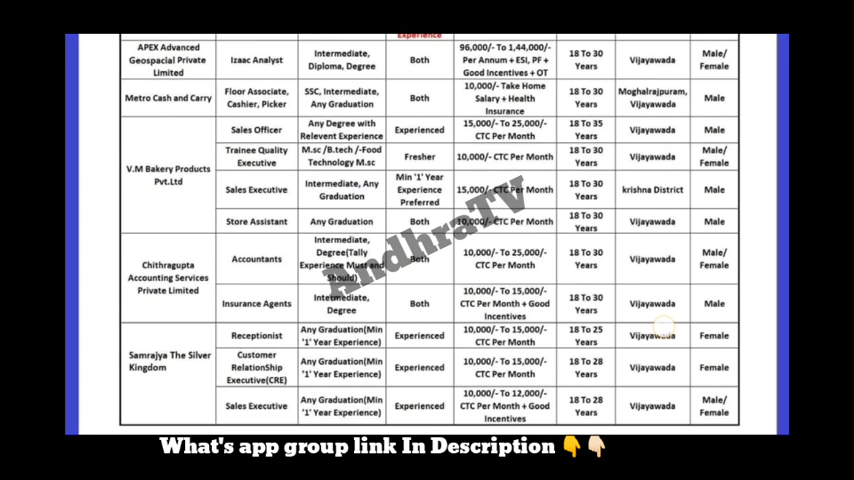 Experience
APEX Advanced Geospacial Private Limited | Izaac Analyst | Intermediate, Diploma, Degree | Both | 96,000/- To 1,44,000/- Per Annum + ESI, PF + Good Incentives + OT | 18 To 30 Years | Vijayawada | Male/ Female
Metro Cash and Carry | Floor Associate, Cashier, Picker | SSC, Intermediate, Any Graduation | Both | 10,000/- Take Home Salary + Health Insurance | 18 To 30 Years | Moghalrajpuram, Vijayawada | Male
V.M Bakery Products Pvt.Ltd | Sales Officer | Any Degree with Relevent Experience | Experienced | 15,000/- To 25,000/- CTC Per Month | 18 To 35 Years | Vijayawada | Male
Trainee Quality Executive | M.sc /B.tech /-Food Technology M.sc | Fresher | 10,000/- CTC Per Month | 18 To 30 Years | Vijayawada | Male/ Female
Sales Executive | Intermediate, Any Graduation | Min '1' Year Experience Preferred | 15,000/- CTC Per Month | 18 To 30 Years | krishna District | Male
Store Assistant | Any Graduation | Both | 10,000/- CTC Per Month | 18 To 30 Years | Vijayawada | Male
Chithragupta Accounting Services Private Limited | Accountants | Intermediate, Degree(Tally Experience Must and Should) | Both | 10,000/- To 25,000/- CTC Per Month | 18 To 30 Years | Vijayawada | Male/ Female
Insurance Agents | Intermediate, Degree | Both | 10,000/- To 15,000/- CTC Per Month + Good Incentives | 18 To 30 Years | Vijayawada | Male
Samrajya The Silver Kingdom | Receptionist | Any Graduation(Min '1' Year Experience) | Experienced | 10,000/- To 15,000/- CTC Per Month | 18 To 25 Years | Vijayawada | Female
Customer RelationShip Executive(CRE) | Any Graduation(Min '1' Year Experience) | Experienced | 10,000/- To 15,000/- CTC Per Month | 18 To 28 Years | Vijayawada | Female
Sales Executive | Any Graduation(Min '1' Year Experience) | Experienced | 10,000/- To 12,000/- CTC Per Month + Good Incentives | 18 To 28 Years | Vijayawada | Male/ Female
AndhraTV
What's app group link In Description 👇👇🏻